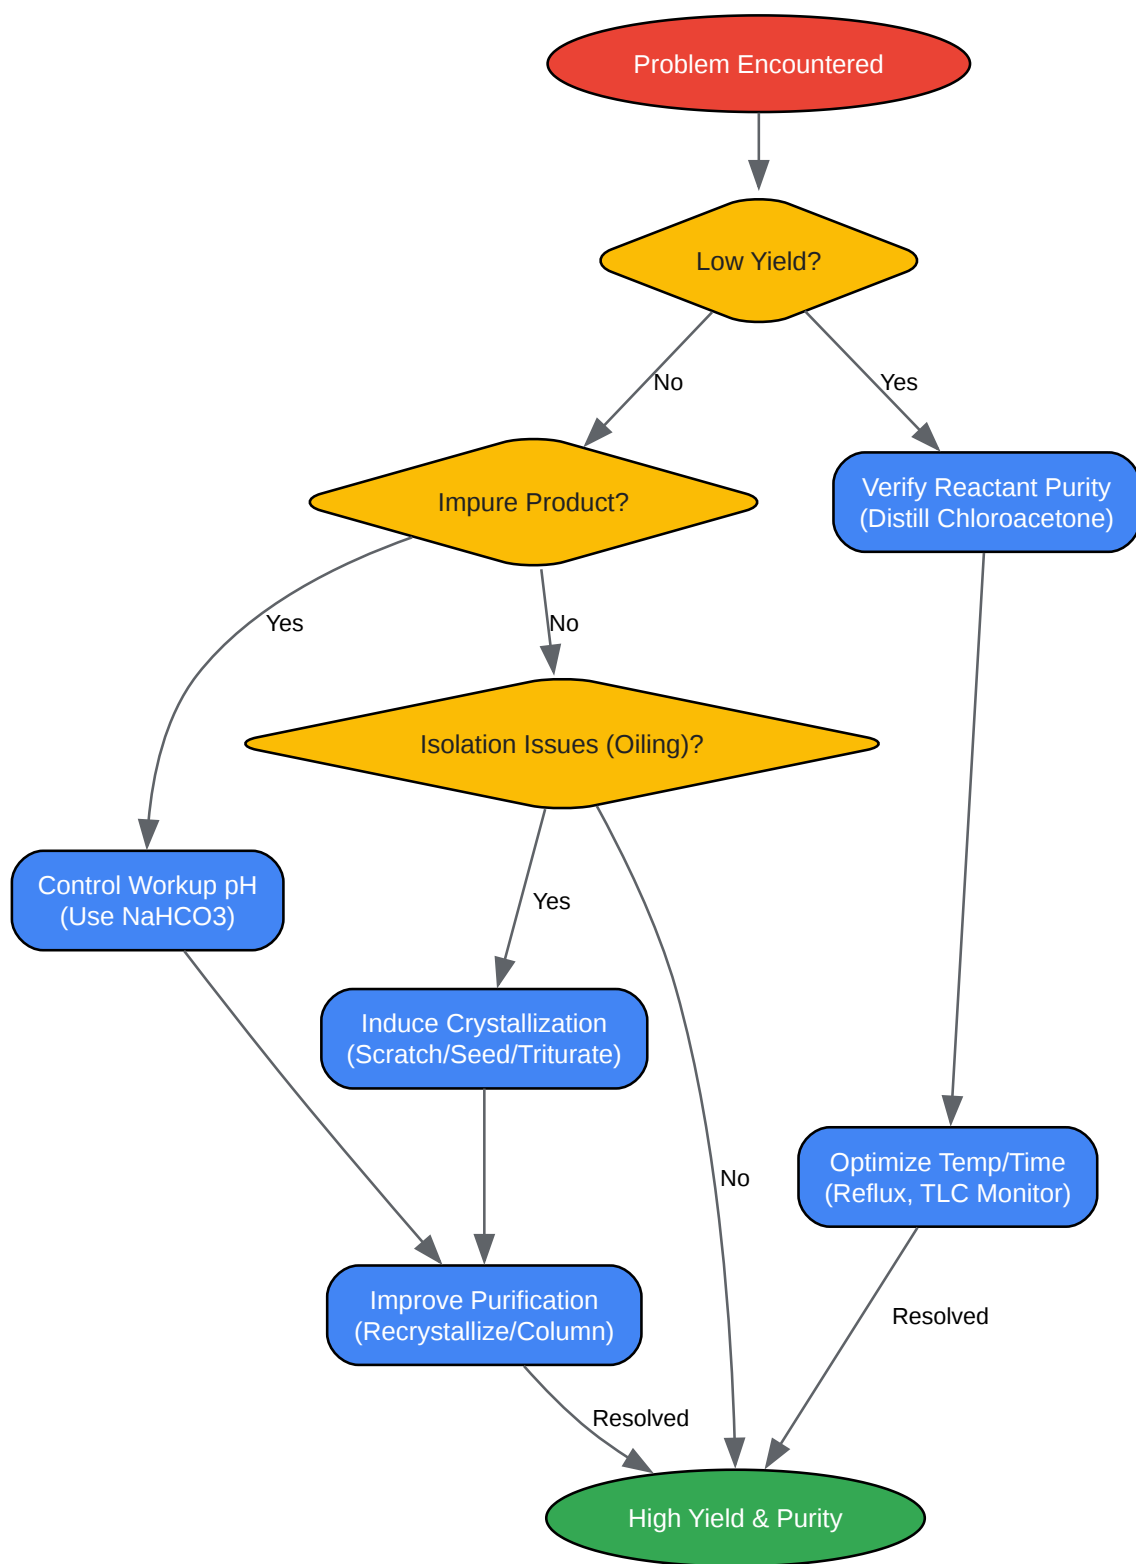 Problem Encountered
Low Yield?
No
Yes
Impure Product?
Verify Reactant Purity
(Distill Chloroacetone)
Yes
No
Isolation Issues (Oiling)?
Control Workup pH
(Use NaHCO3)
Yes
Induce Crystallization
(Scratch/Seed/Triturate)
No
Optimize Temp/Time
(Reflux, TLC Monitor)
Improve Purification
(Recrystallize/Column)
Resolved
Resolved
High Yield & Purity